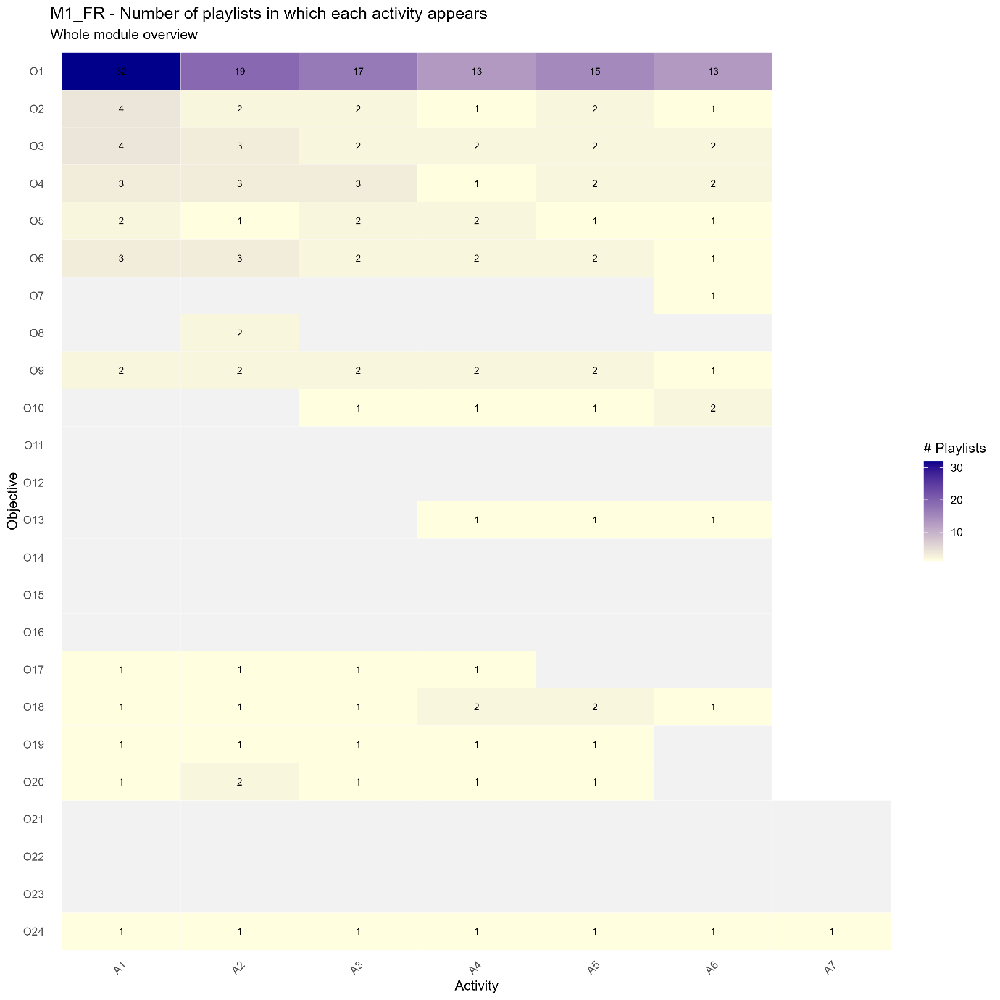 M1_FR - Number of playlists in which each activity appears
Whole module overview
O1 32 19 17 13 15 13
O2 4 2 2 1 2 1
O3 4 3 2 2 2 2
O4 3 3 3 1 2 2
O5 2 1 2 2 1 1
O6 3 3 2 2 2 1
O7 1
O8 2
O9 2 2 2 2 2 1
O10 1 1 1 2
O11
O12
O13 1 1 1
O14
O15
O16
O17 1 1 1 1
O18 1 1 1 2 2 1
O19 1 1 1 1 1
O20 1 2 1 1 1
O21
O22
O23
O24 1 1 1 1 1 1 1
A1 A2 A3 A4 A5 A6 A7
Activity
Objective
# Playlists
30
20
10